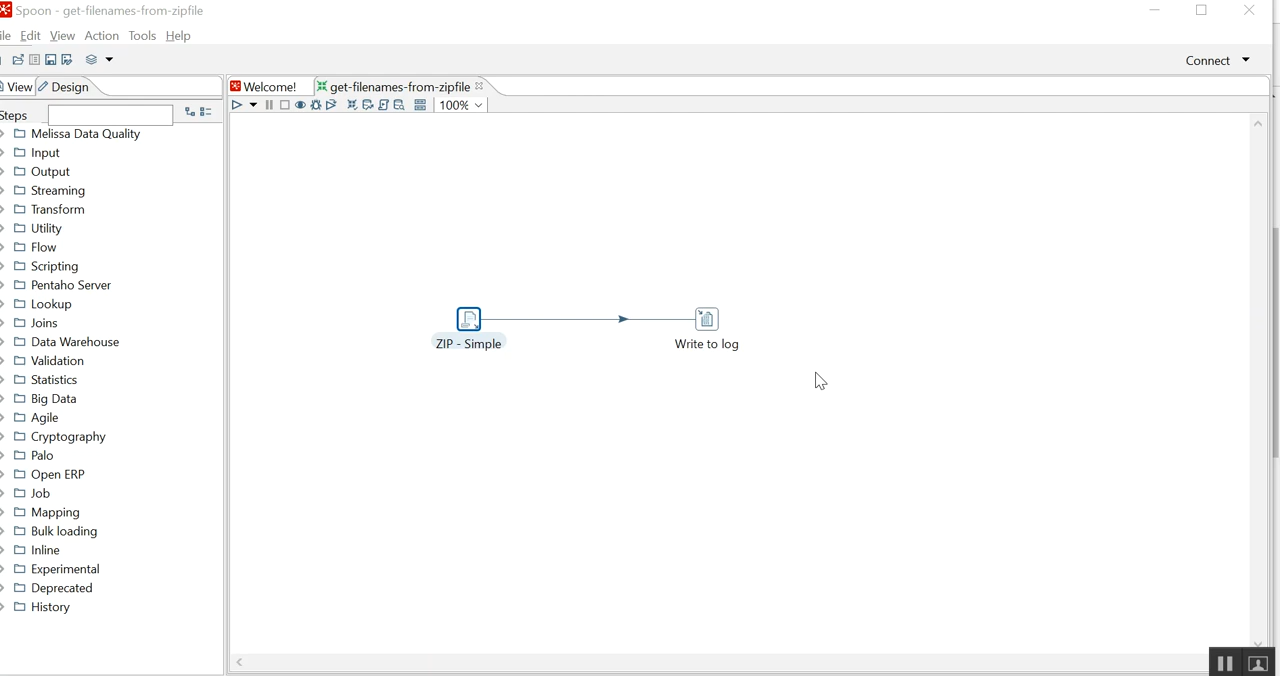 Spoon - get-filenames-from-zipfile
ile Edit View Action Tools Help
Connect
View Design
Welcome! get-filenames-from-zipfile
Steps
100%
Melissa Data Quality
Input
Output
Streaming
Transform
Utility
Flow
Scripting
Pentaho Server
Lookup
Joins
Data Warehouse
Validation
Statistics
Big Data
Agile
Cryptography
Palo
Open ERP
Job
Mapping
Bulk loading
Inline
Experimental
Deprecated
History
ZIP - Simple
Write to log